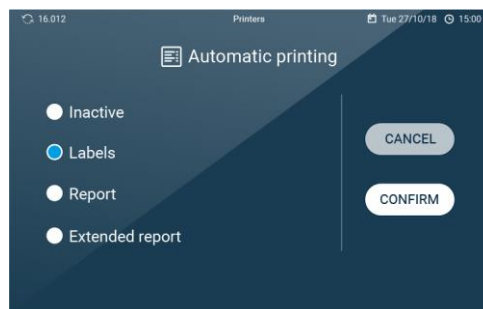 16.012 Printers Tue 27/10/18 15:00
Automatic printing
Inactive
Labels
Report
Extended report
CANCEL
CONFIRM